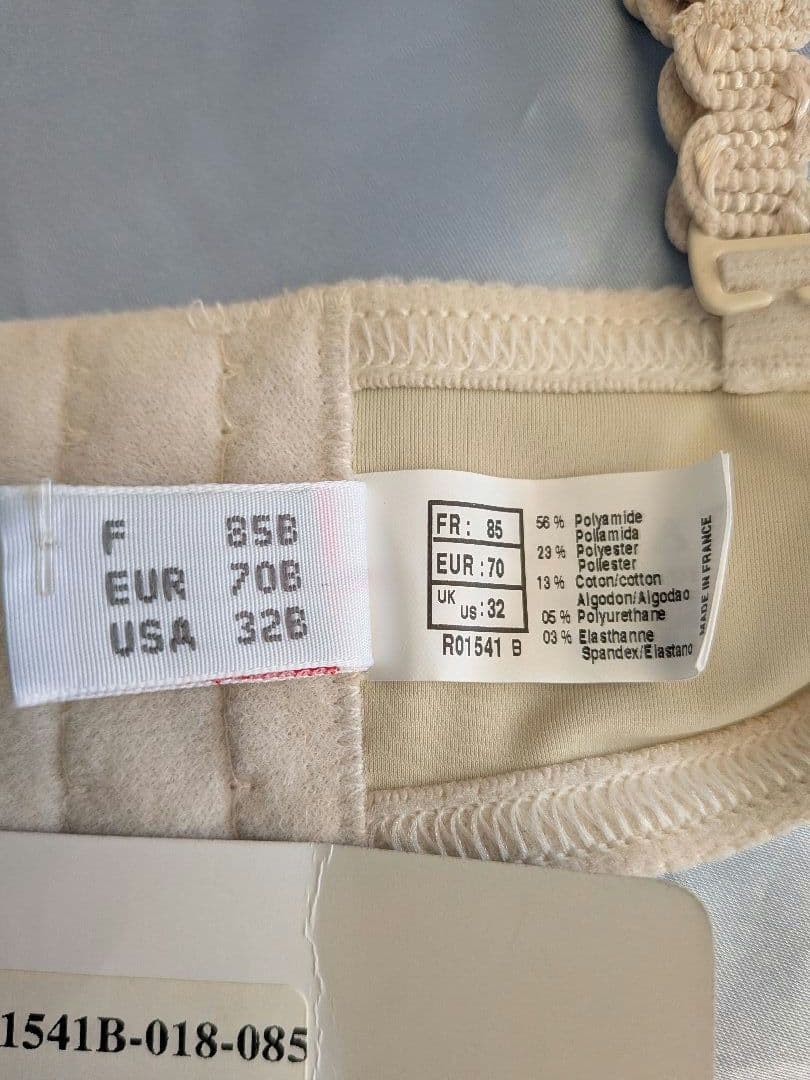 F 85B
EUR 70B
USA 32B
FR: 85
EUR:70
UK US:32
R01541 B
56 % Polyamide
Poliamida
23 % Polyester
Poliester
13 % Coton/cotton
Algodon/Algodao
05 % Polyurethane
03 % Elasthanne
Spandex/Elastano
MADE IN FRANCE
1541B-018-085